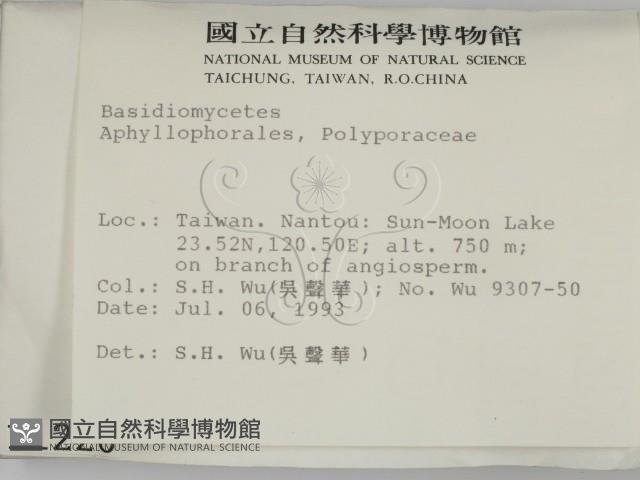 國立自然科學博物館
NATIONAL MUSEUM OF NATURAL SCIENCE
TAICHUNG, TAIWAN, R.O.CHINA
Basidiomycetes
Aphyllophorales, Polyporaceae
Loc.: Taiwan. Nantou: Sun-Moon Lake
23.52N,120.50E; alt. 750 m;
on branch of angiosperm.
Col.: S.H. Wu(吳聲華); No. Wu 9307-50
Date: Jul. 06, 1993
Det.: S.H. Wu(吳聲華)
國立自然科學博物館
NATIONAL MUSEUM OF NATURAL SCIENCE